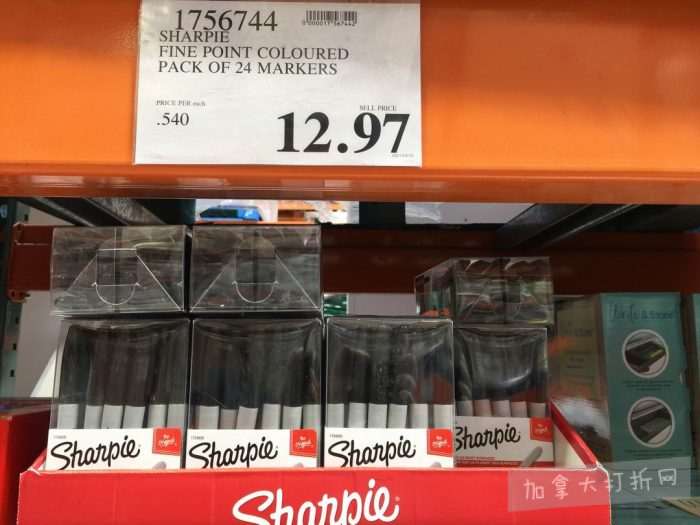 1756744
0000017567442
SHARPIE
FINE POINT COLOURED
PACK OF 24 MARKERS
PRICE PER each
SELL PRICE
.540
12.97
Sharpie
Sharpie
Sharpie
Sharpie
Sharpie
加拿大打折网